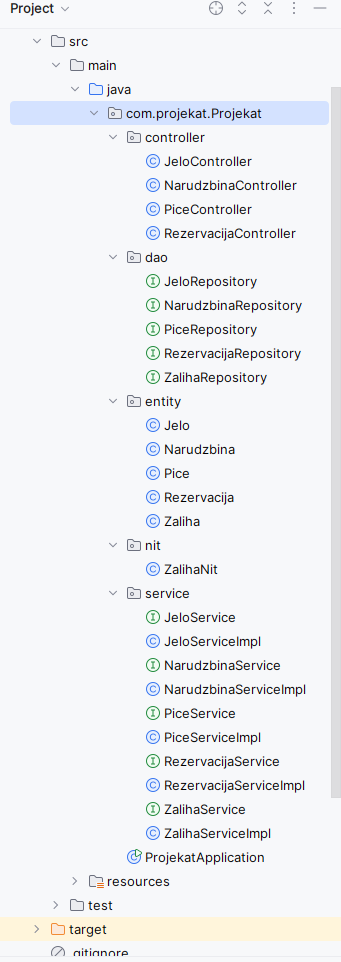 Project
src
main
java
com.projekat.Projekat
controller
JeloController
NarudzbinaController
PiceController
RezervacijaController
dao
JeloRepository
NarudzbinaRepository
PiceRepository
RezervacijaRepository
ZalihaRepository
entity
Jelo
Narudzbina
Pice
Rezervacija
Zaliha
nit
ZalihaNit
service
JeloService
JeloServiceImpl
NarudzbinaService
NarudzbinaServiceImpl
PiceService
PiceServiceImpl
RezervacijaService
RezervacijaServiceImpl
ZalihaService
ZalihaServiceImpl
ProjekatApplication
resources
test
target
.gitignore